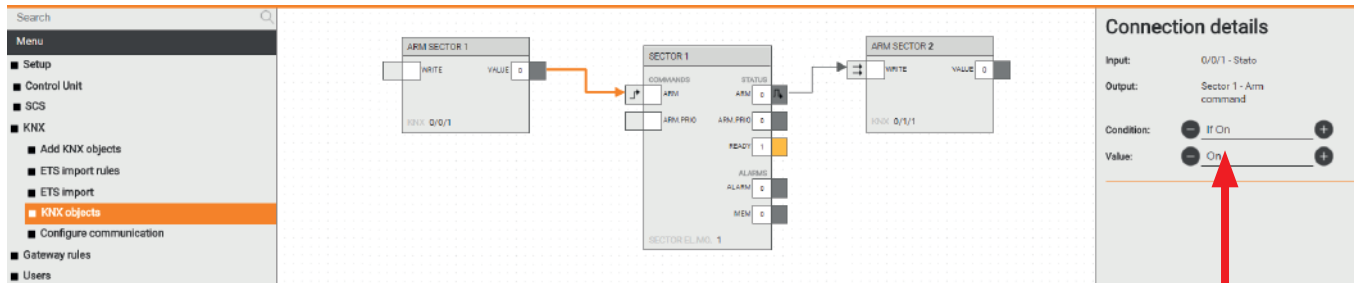 Search
Menu
Setup
Control Unit
SCS
KNX
Add KNX objects
ETS import rules
ETS import
KNX objects
Configure communication
Gateway rules
Users
ARM SECTOR 1
WRITE VALUE 0
KNX 0/0/1
SECTOR 1
COMMANDS STATUS
ARM ARM 0
ARM.PRIO ARM.PRIO 0
READY 1
ALARMS
ALARM 0
MEM 0
SECTOR EL.MO. 1
ARM SECTOR 2
WRITE VALUE 0
KNX 0/1/1
Connection details
Input: 0/0/1 - Stato
Output: Sector 1 - Arm
command
Condition: If On
Value: On